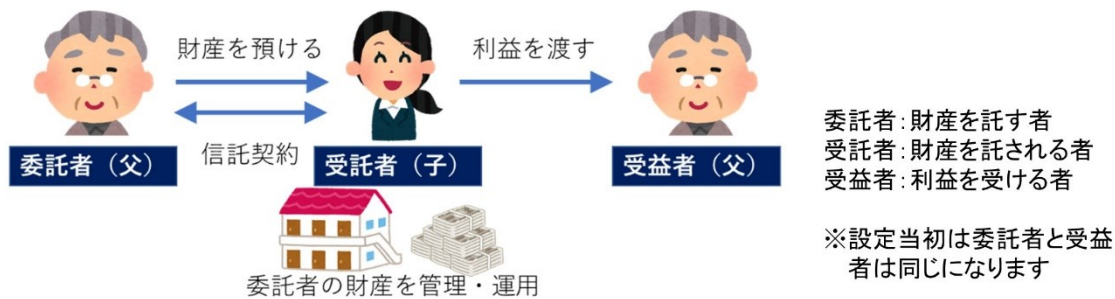 財産を預ける
利益を渡す
信託契約
委託者（父）
受託者（子）
受益者（父）
委託者の財産を管理・運用
委託者：財産を託す者
受託者：財産を託される者
受益者：利益を受ける者
※設定当初は委託者と受益
者は同じになります